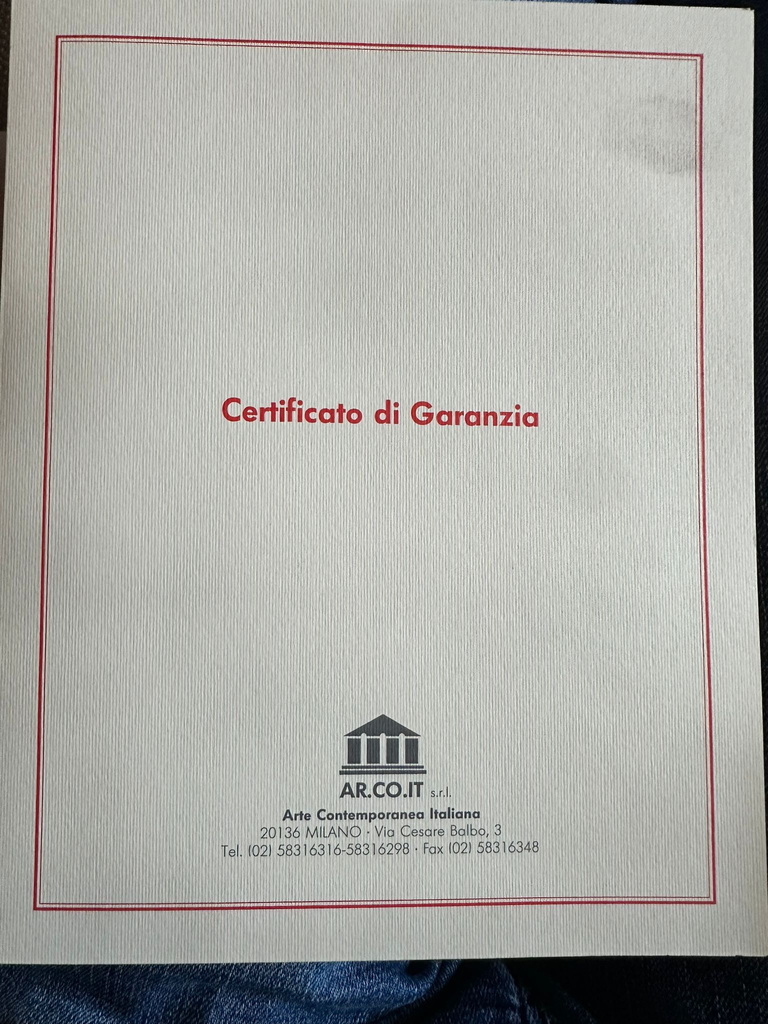 Certificato di Garanzia
AR.CO.IT s.r.l.
Arte Contemporanea Italiana
20136 MILANO · Via Cesare Balbo, 3
Tel. (02) 58316316-58316298 · Fax (02) 58316348